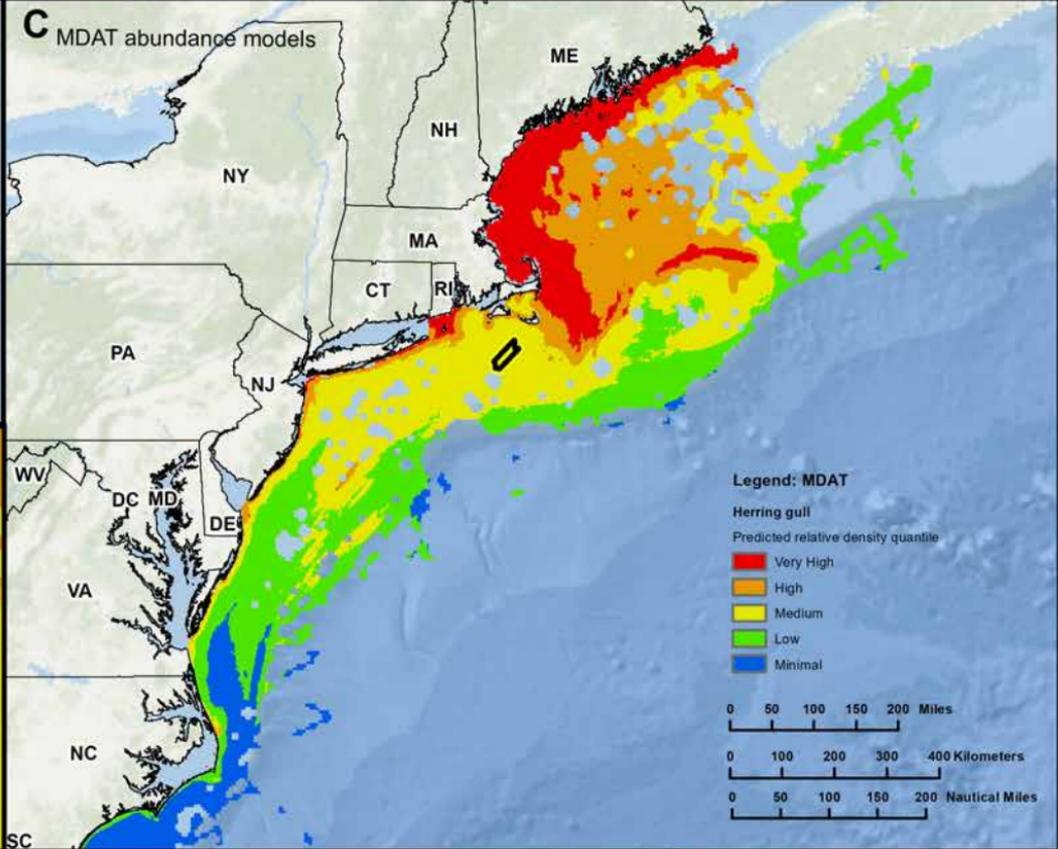 C MDAT abundance models
ME
NH
NY
MA
CT
RI
PA
NJ
WV
DC
MD
DE
VA
NC
SC
Legend: MDAT
Herring gull
Predicted relative density quantile
Very High
High
Medium
Low
Minimal
0 50 100 150 200 Miles
0 100 200 300 400 Kilometers
0 50 100 150 200 Nautical Miles